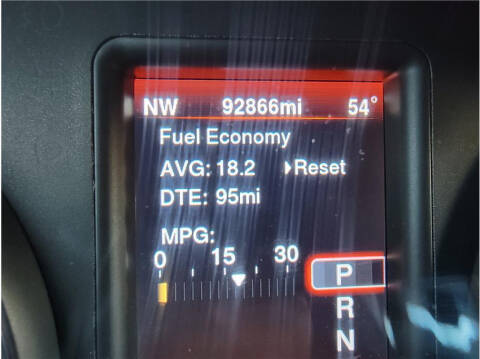 NW 92866mi 54°
Fuel Economy
AVG: 18.2 Reset
DTE: 95mi
MPG:
0 15 30
P
R
N